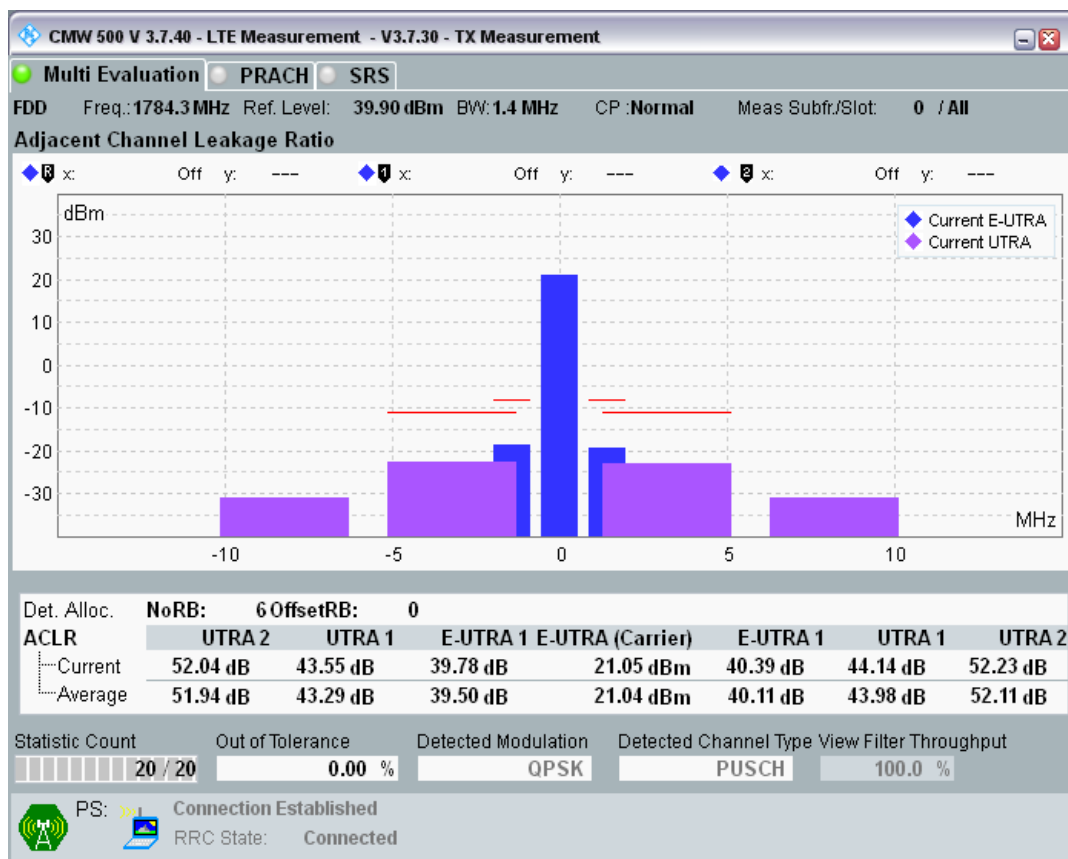 CMW 500 V 3.7.40 - LTE Measurement - V3.7.30 - TX Measurement
Multi Evaluation PRACH SRS
FDD Freq.: 1784.3 MHz Ref. Level: 39.90 dBm BW: 1.4 MHz CP : Normal Meas Subfr./Slot: 0 / All
Adjacent Channel Leakage Ratio
R x: Off y: --- 1 x: Off y: --- 2 x: Off y: ---
dBm
Current E-UTRA
Current UTRA
30
20
10
0
-10
-20
-30
MHz
-10 -5 0 5 10
Det. Alloc. NoRB: 6 OffsetRB: 0
ACLR UTRA 2 UTRA 1 E-UTRA 1 E-UTRA (Carrier) E-UTRA 1 UTRA 1 UTRA 2
Current 52.04 dB 43.55 dB 39.78 dB 21.05 dBm 40.39 dB 44.14 dB 52.23 dB
Average 51.94 dB 43.29 dB 39.50 dB 21.04 dBm 40.11 dB 43.98 dB 52.11 dB
Statistic Count Out of Tolerance Detected Modulation Detected Channel Type View Filter Throughput
20 / 20 0.00 % QPSK PUSCH 100.0 %
PS: Connection Established
RRC State: Connected